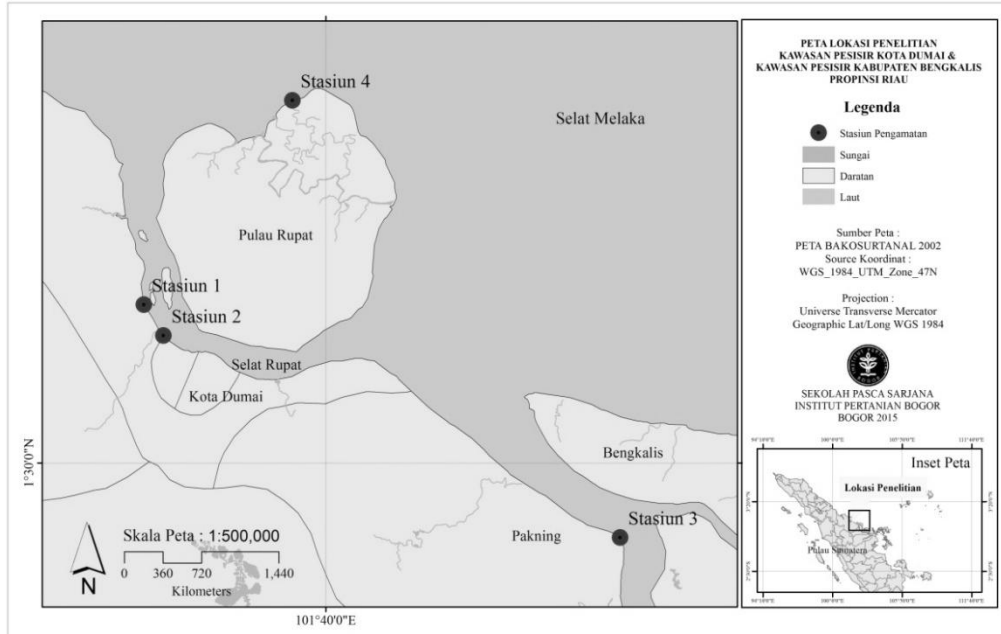 Stasiun 4
Selat Melaka
Pulau Rupat
Stasiun 1
Stasiun 2
Selat Rupat
Kota Dumai
Bengkalis
Stasiun 3
Pakning
1°30'0"N
101°40'0"E
N
Skala Peta : 1:500,000
0 360 720 1,440
Kilometers
PETA LOKASI PENELITIAN
KAWASAN PESISIR KOTA DUMAI &
KAWASAN PESISIR KABUPATEN BENGKALIS
PROPINSI RIAU
Legenda
Stasiun Pengamatan
Sungai
Daratan
Laut
Sumber Peta :
PETA BAKOSURTANAL 2002
Source Koordinat :
WGS_1984_UTM_Zone_47N
Projection :
Universe Transverse Mercator
Geographic Lat/Long WGS 1984
SEKOLAH PASCA SARJANA
INSTITUT PERTANIAN BOGOR
BOGOR 2015
Inset Peta
Lokasi Penelitian
Pulau Sumatera